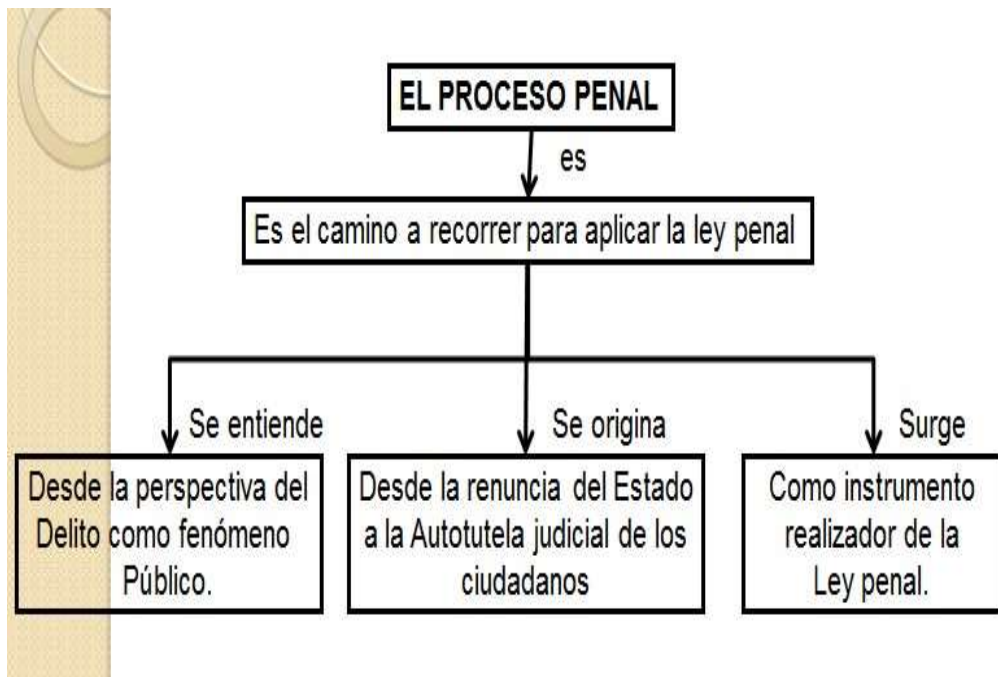 EL PROCESO PENAL
es
Es el camino a recorrer para aplicar la ley penal
Se entiende
Desde la perspectiva del
Delito como fenómeno
Público.
Se origina
Desde la renuncia del Estado
a la Autotutela judicial de los
ciudadanos
Surge
Como instrumento
realizador de la
Ley penal.